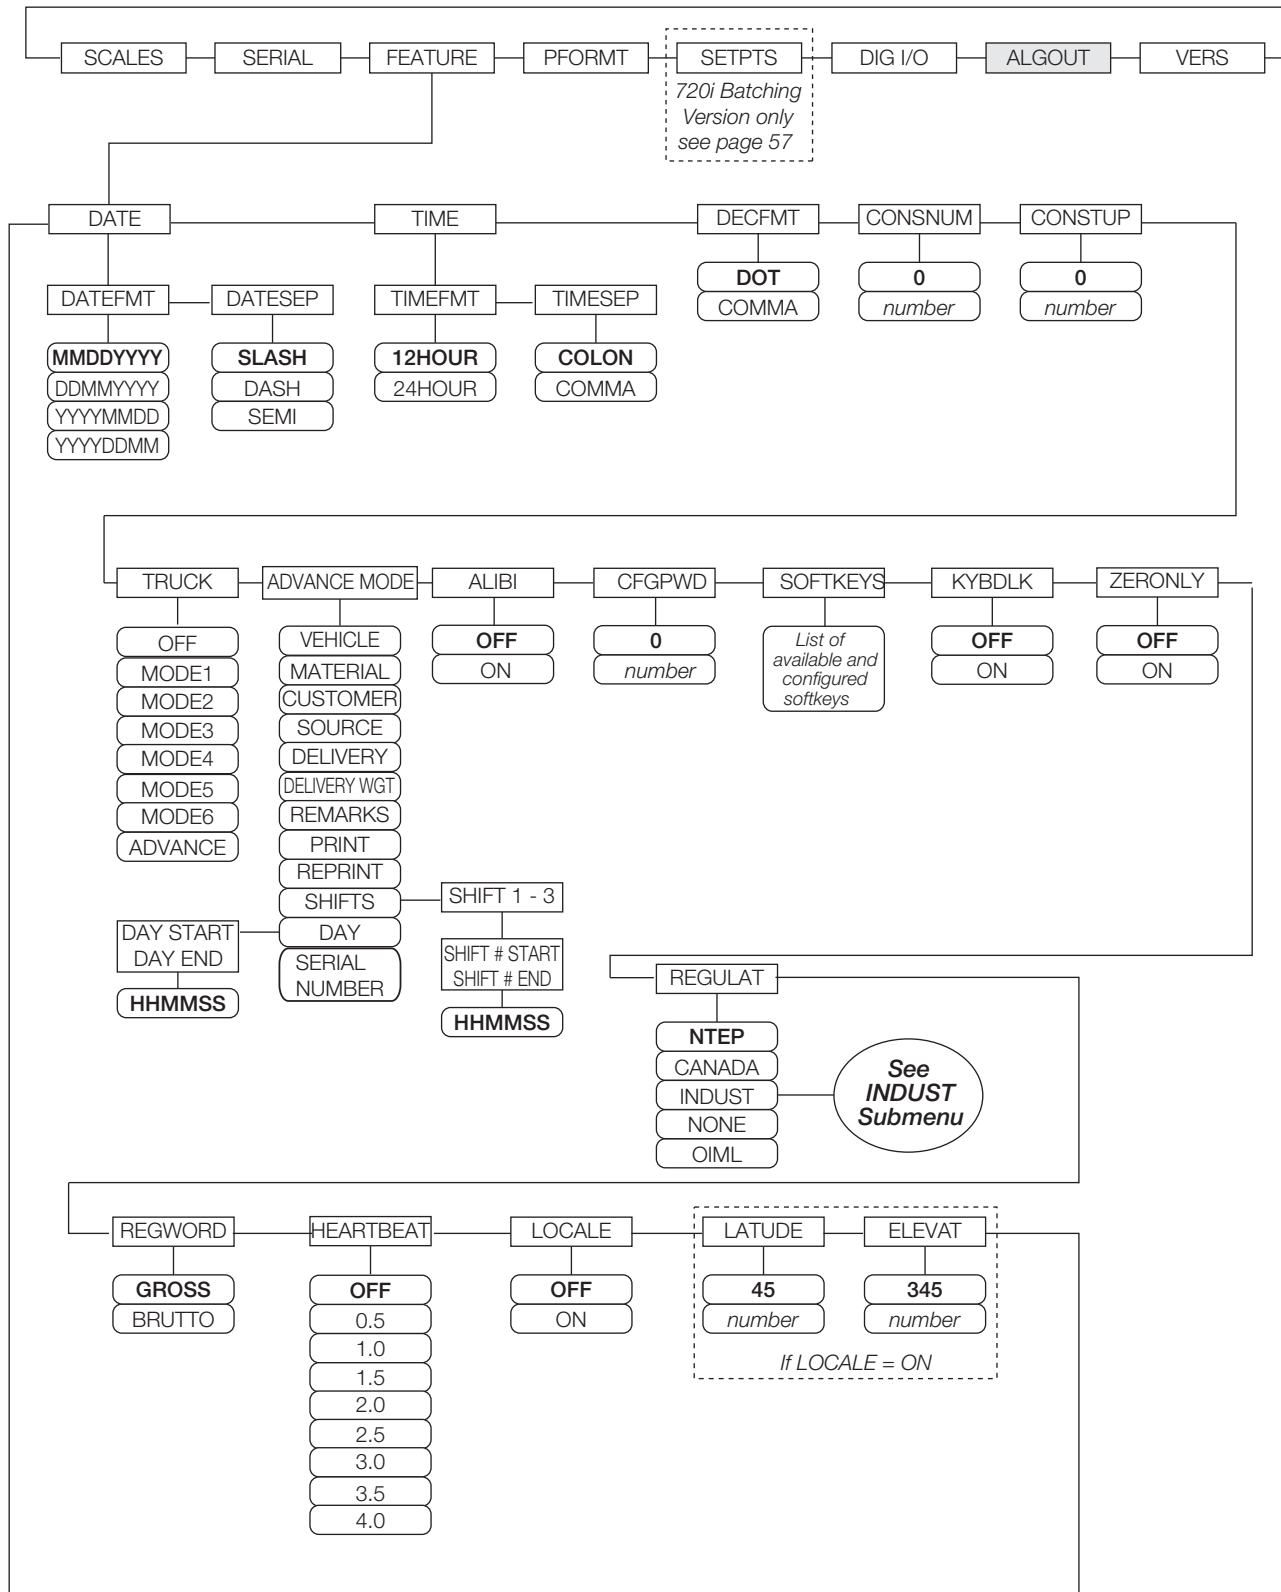 SCALES
SERIAL
FEATURE
PFORMT
SETPTS
DIG I/O
ALGOUT
VERS
720i Batching
Version only
see page 57
DATE
TIME
DECFMT
CONSNUM
CONSTUP
DATEFMT
DATESEP
TIMEFMT
TIMESEP
DOT
COMMA
0
number
0
number
MMDDYYYY
DDMMYYYY
YYYYMMDD
YYYYDDMM
SLASH
DASH
SEMI
12HOUR
24HOUR
COLON
COMMA
TRUCK
ADVANCE MODE
ALIBI
CFGPWD
SOFTKEYS
KYBDLK
ZERONLY
OFF
MODE1
MODE2
MODE3
MODE4
MODE5
MODE6
ADVANCE
VEHICLE
MATERIAL
CUSTOMER
SOURCE
DELIVERY
DELIVERY WGT
REMARKS
PRINT
REPRINT
SHIFTS
DAY
SERIAL
NUMBER
OFF
ON
0
number
List of
available and
configured
softkeys
OFF
ON
OFF
ON
DAY START
DAY END
HHMMSS
SHIFT 1 - 3
SHIFT # START
SHIFT # END
HHMMSS
REGULAT
NTEP
CANADA
INDUST
NONE
OIML
See
INDUST
Submenu
REGWORD
HEARTBEAT
LOCALE
LATUDE
ELEVAT
GROSS
BRUTTO
OFF
0.5
1.0
1.5
2.0
2.5
3.0
3.5
4.0
OFF
ON
45
number
345
number
If LOCALE = ON